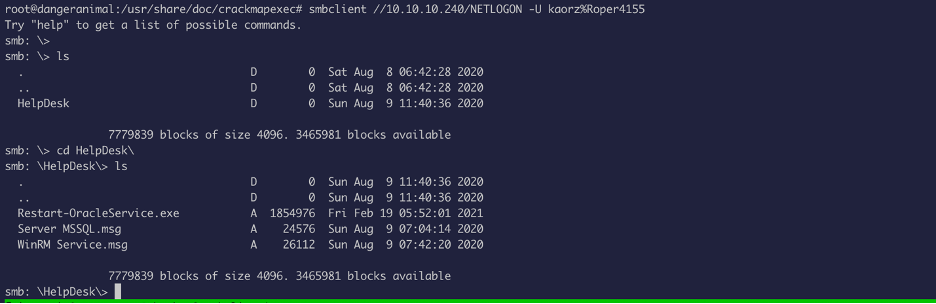 root@dangeranimal:/usr/share/doc/crackmapexec# smbclient //10.10.10.240/NETLOGON -U kaorz%Roper4155
Try "help" to get a list of possible commands.
smb: \>
smb: \> ls
  .                                   D        0  Sat Aug  8 06:42:28 2020
  ..                                  D        0  Sat Aug  8 06:42:28 2020
  HelpDesk                            D        0  Sun Aug  9 11:40:36 2020
                7779839 blocks of size 4096. 3465981 blocks available
smb: \> cd HelpDesk\
smb: \HelpDesk\> ls
  .                                   D        0  Sun Aug  9 11:40:36 2020
  ..                                  D        0  Sun Aug  9 11:40:36 2020
  Restart-OracleService.exe           A  1854976  Fri Feb 19 05:52:01 2021
  Server MSSQL.msg                    A    24576  Sun Aug  9 07:04:14 2020
  WinRM Service.msg                   A    26112  Sun Aug  9 07:42:20 2020
                7779839 blocks of size 4096. 3465981 blocks available
smb: \HelpDesk\>